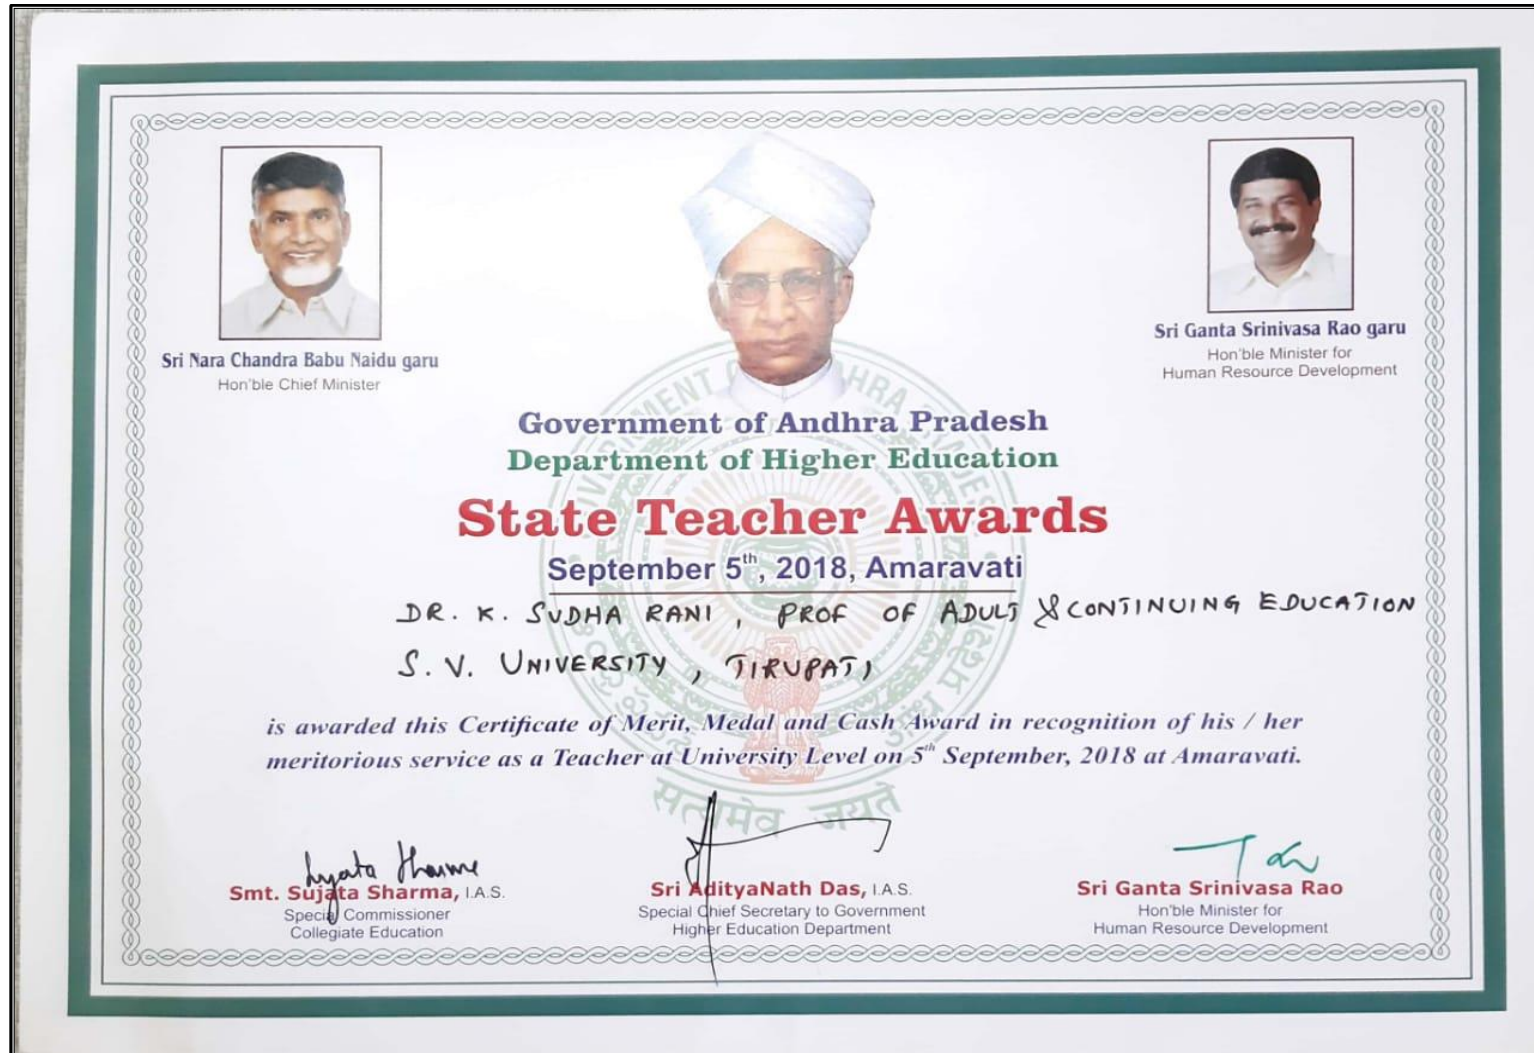 Sri Nara Chandra Babu Naidu garu
Hon'ble Chief Minister
Sri Ganta Srinivasa Rao garu
Hon'ble Minister for
Human Resource Development
Government of Andhra Pradesh
Department of Higher Education
State Teacher Awards
September 5th, 2018, Amaravati
DR. K. SUDHA RANI, PROF OF ADULT & CONTINUING EDUCATION
S. V. UNIVERSITY, TIRUPATI
is awarded this Certificate of Merit, Medal and Cash Award in recognition of his / her
meritorious service as a Teacher at University Level on 5th September, 2018 at Amaravati.
सत्यमेव जयते
Smt. Sujata Sharma, I.A.S.
Special Commissioner
Collegiate Education
Sri AdityaNath Das, I.A.S.
Special Chief Secretary to Government
Higher Education Department
Sri Ganta Srinivasa Rao
Hon'ble Minister for
Human Resource Development